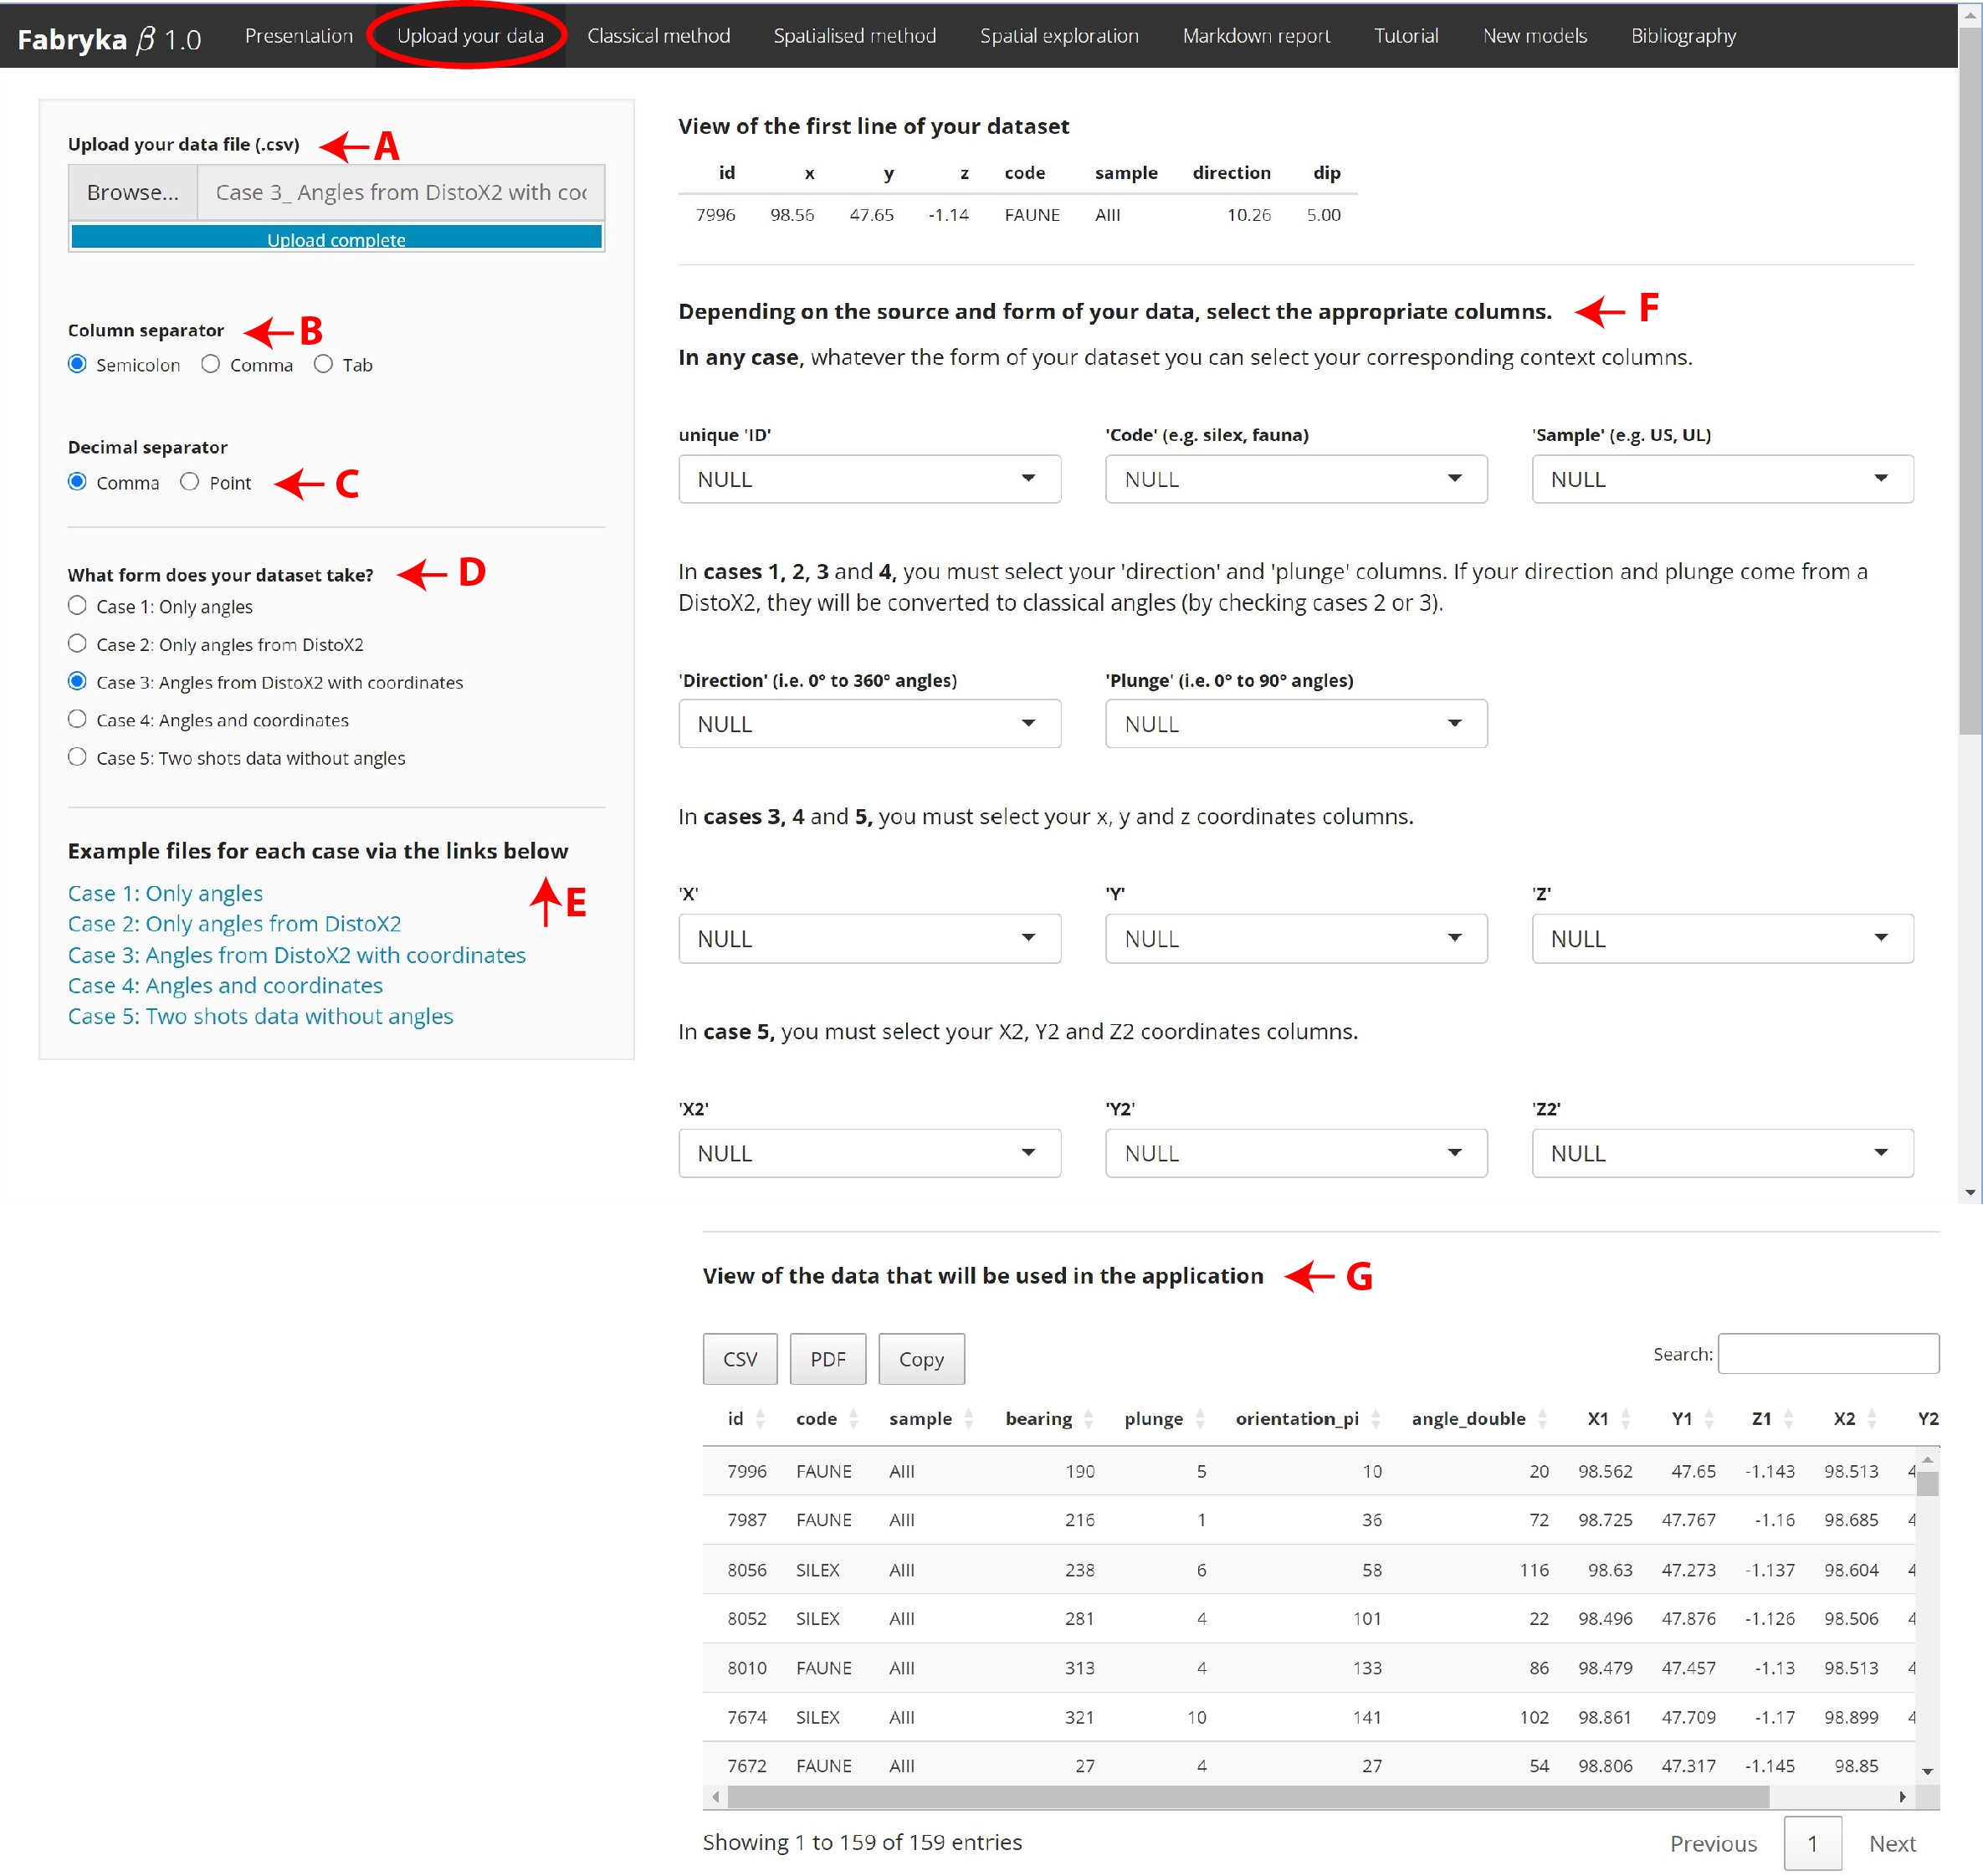 Fabryka β 1.0 Presentation Upload your data Classical method Spatialised method Spatial exploration Markdown report Tutorial New models Bibliography
Upload your data file (.csv) A
Browse... Case 3_ Angles from DistoX2 with
Upload complete
Column separator B
Semicolon Comma Tab
Decimal separator
Comma Point C
What form does your dataset take? D
Case 1: Only angles
Case 2: Only angles from DistoX2
Case 3: Angles from DistoX2 with coordinates
Case 4: Angles and coordinates
Case 5: Two shots data without angles
Example files for each case via the links below
E
Case 1: Only angles
Case 2: Only angles from DistoX2
Case 3: Angles from DistoX2 with coordinates
Case 4: Angles and coordinates
Case 5: Two shots data without angles
View of the first line of your dataset
id x y z code sample direction dip
7996 98.56 47.65 -1.14 FAUNE AIII 10.26 5.00
Depending on the source and form of your data, select the appropriate columns. F
In any case, whatever the form of your dataset you can select your corresponding context columns.
unique 'ID' 'Code' (e.g. silex, fauna) 'Sample' (e.g. US, UL)
NULL NULL NULL
In cases 1, 2, 3 and 4, you must select your 'direction' and 'plunge' columns. If your direction and plunge come from a
DistoX2, they will be converted to classical angles (by checking cases 2 or 3).
'Direction' (i.e. 0° to 360° angles) 'Plunge' (i.e. 0° to 90° angles)
NULL NULL
In cases 3, 4 and 5, you must select your x, y and z coordinates columns.
'X' 'Y' 'Z'
NULL NULL NULL
In case 5, you must select your X2, Y2 and Z2 coordinates columns.
'X2' 'Y2' 'Z2'
NULL NULL NULL
View of the data that will be used in the application G
CSV PDF Copy Search:
id code sample bearing plunge orientation_pi angle_double X1 Y1 Z1 X2 Y2
7996 FAUNE AIII 190 5 10 20 98.562 47.65 -1.143 98.513
7987 FAUNE AIII 216 1 36 72 98.725 47.767 -1.16 98.685
8056 SILEX AIII 238 6 58 116 98.63 47.273 -1.137 98.604
8052 SILEX AIII 281 4 101 22 98.496 47.876 -1.126 98.506
8010 FAUNE AIII 313 4 133 86 98.479 47.457 -1.13 98.513
7674 SILEX AIII 321 10 141 102 98.861 47.709 -1.17 98.899
7672 FAUNE AIII 27 4 27 54 98.806 47.317 -1.145 98.85
Showing 1 to 159 of 159 entries Previous 1 Next